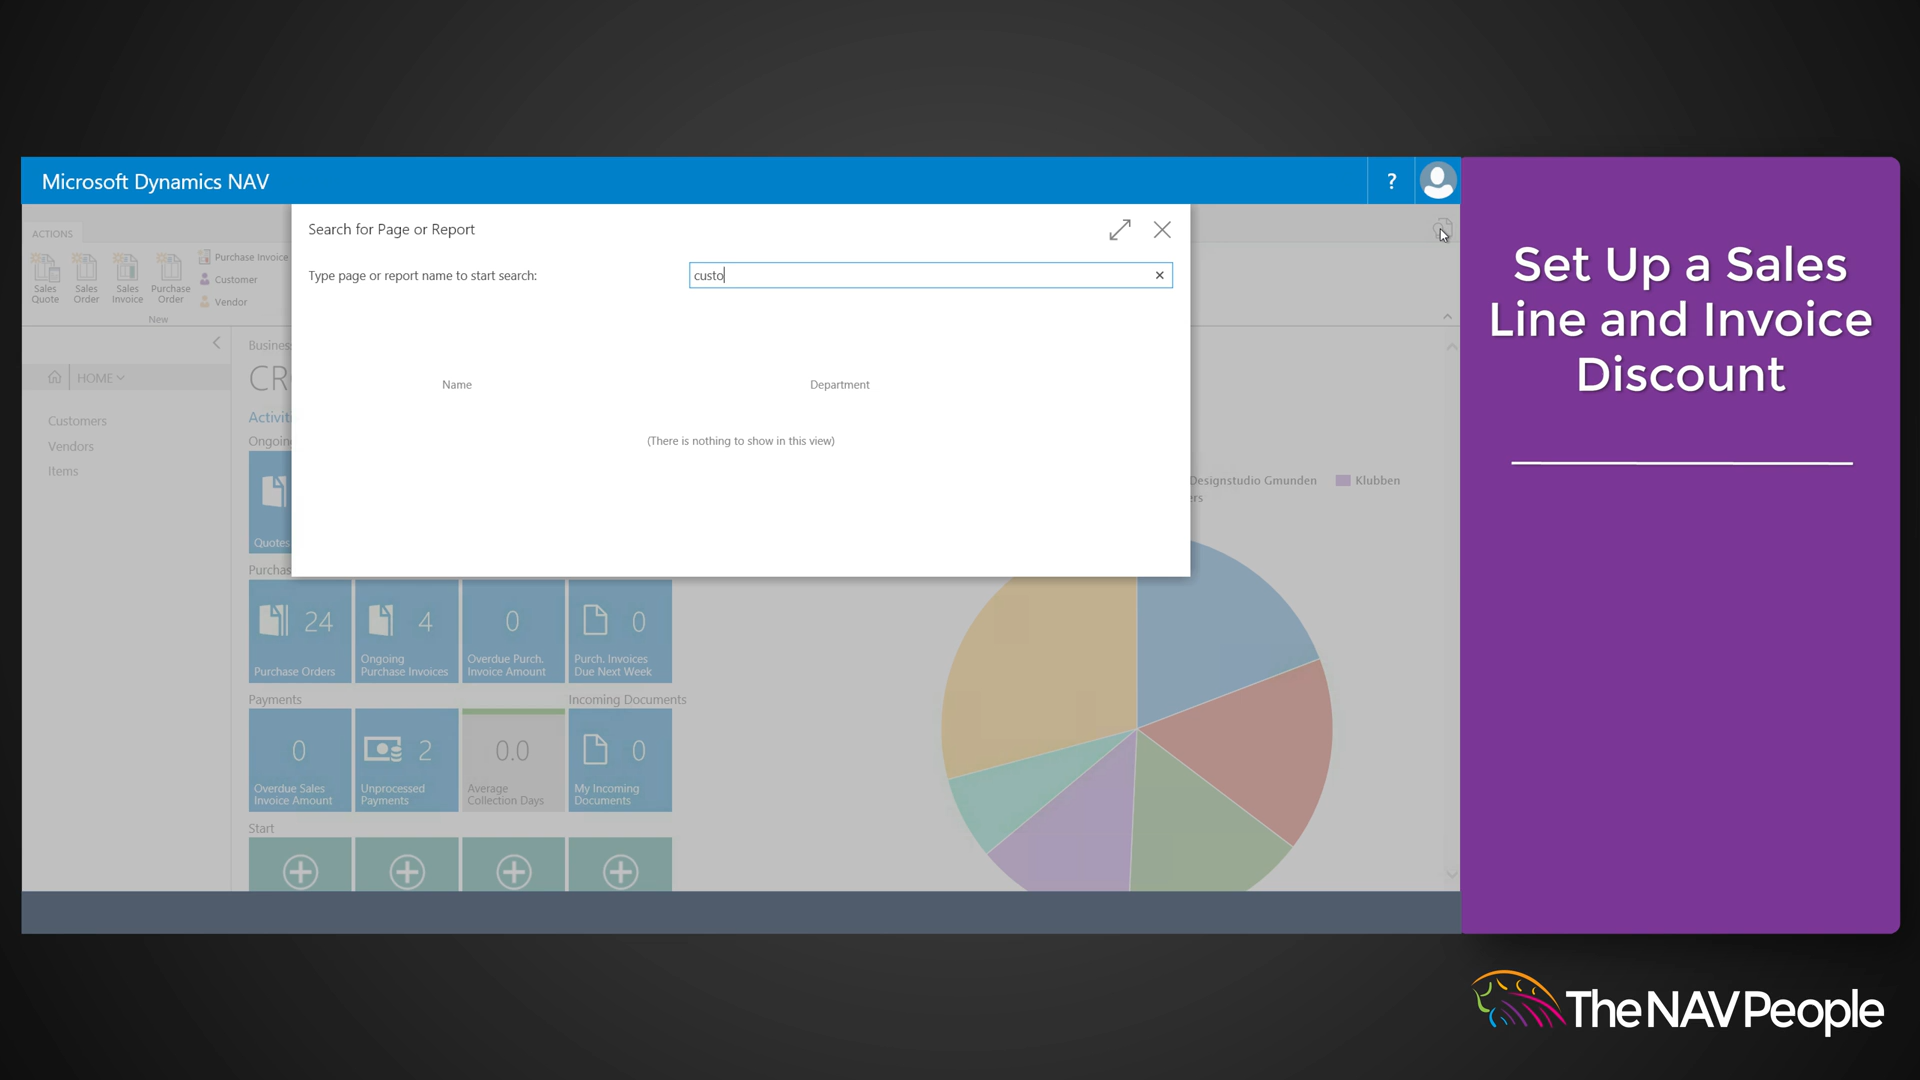 Microsoft Dynamics NAV
?
ACTIONS
Sales
Quote
Sales
Order
Sales
Invoice
Purchase
Order
Purchase Invoice
Customer
Vendor
New
Search for Page or Report
Type page or report name to start search:
custo
Name
Department
(There is nothing to show in this view)
HOME
Customers
Vendors
Items
Busines
CR
Activit
Ongoin
Quotes
Designstudio Gmunden
Klubben
ers
Purchas
24
Purchase Orders
4
Ongoing
Purchase Invoices
0
Overdue Purch.
Invoice Amount
0
Purch. Invoices
Due Next Week
Payments
Incoming Documents
0
Overdue Sales
Invoice Amount
2
Unprocessed
Payments
0.0
Average
Collection Days
0
My Incoming
Documents
Start
Set Up a Sales
Line and Invoice
Discount
TheNAVPeople